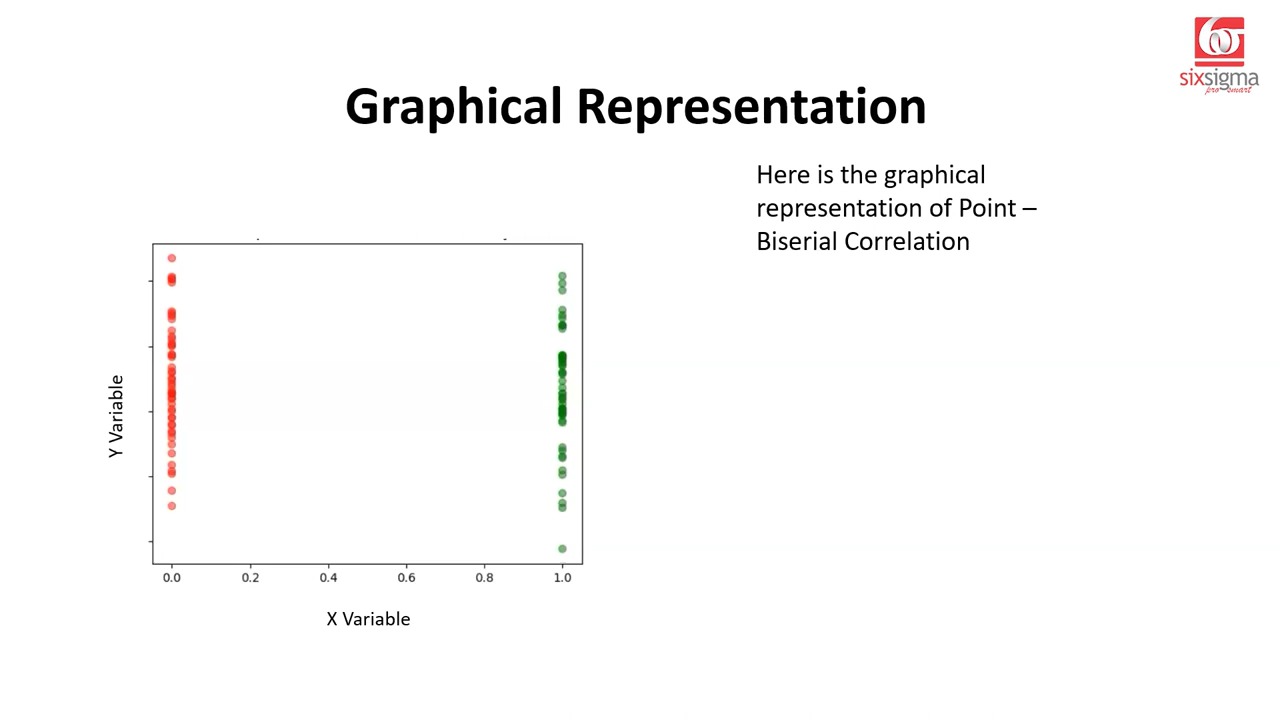 sixsigma
pro smart
Graphical Representation
Here is the graphical
representation of Point –
Biserial Correlation
Y Variable
0.0 0.2 0.4 0.6 0.8 1.0
X Variable